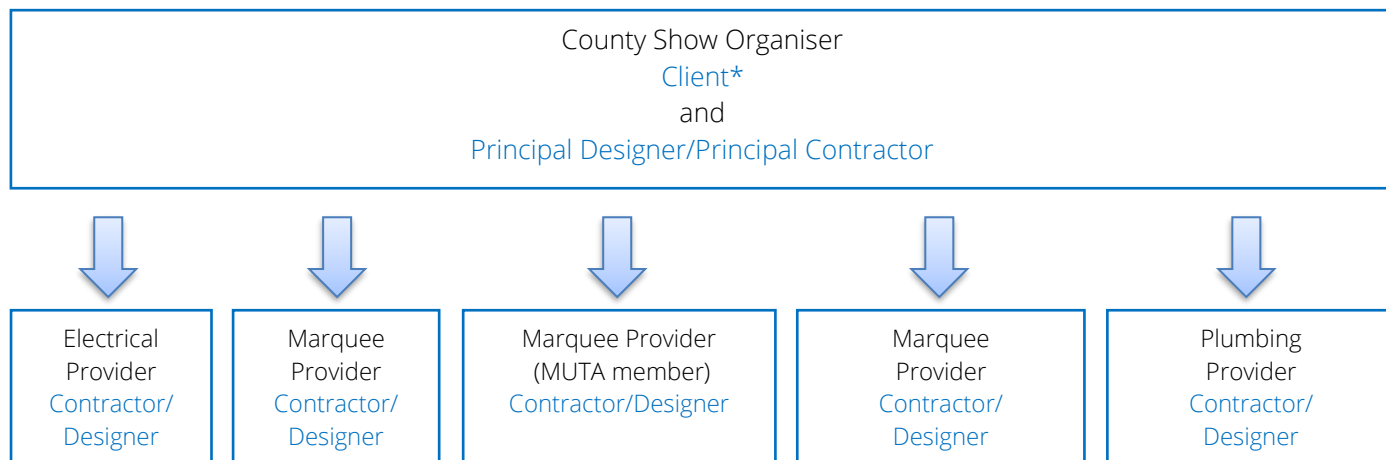 County Show Organiser
Client*
and
Principal Designer/Principal Contractor
Electrical
Provider
Contractor/
Designer
Marquee
Provider
Contractor/
Designer
Marquee Provider
(MUTA member)
Contractor/Designer
Marquee
Provider
Contractor/
Designer
Plumbing
Provider
Contractor/
Designer